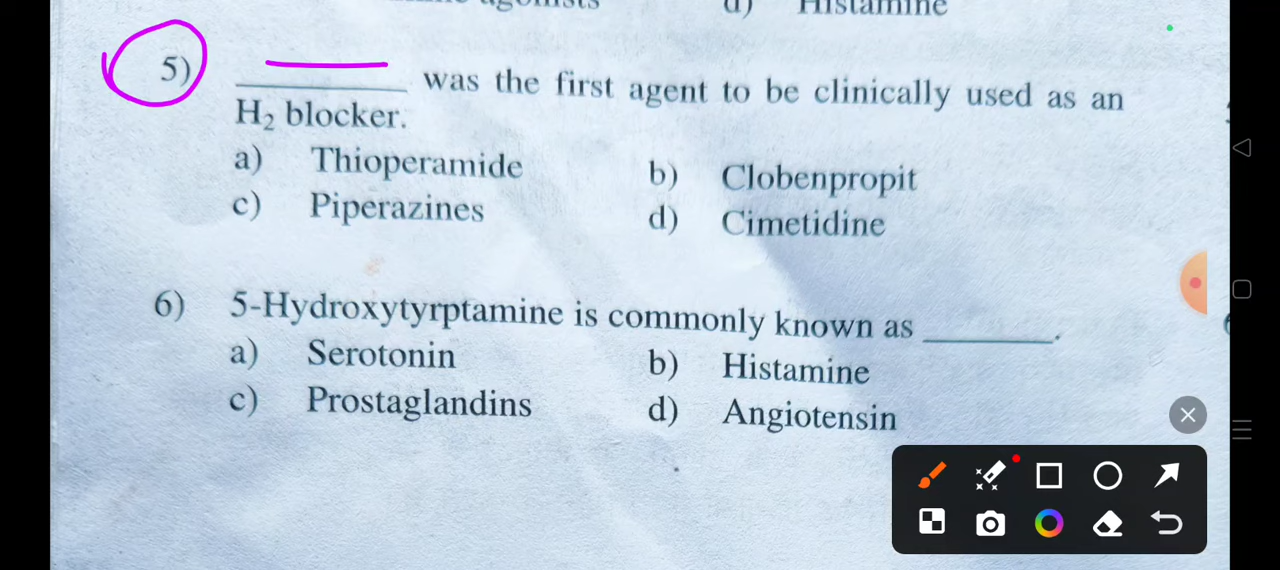 d) Histamine
5) ________ was the first agent to be clinically used as an
H₂ blocker.
a) Thioperamide b) Clobenpropit
c) Piperazines d) Cimetidine
6) 5-Hydroxytyrptamine is commonly known as ________.
a) Serotonin b) Histamine
c) Prostaglandins d) Angiotensin